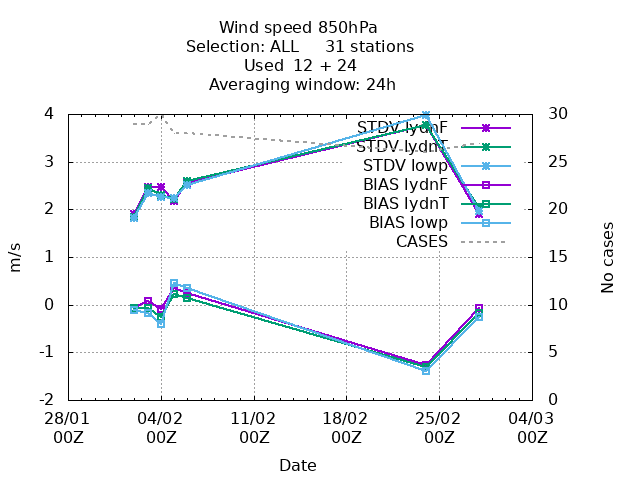 Wind speed 850hPa
Selection: ALL     31 stations
Used  12 + 24
Averaging window: 24h
4
3
2
1
0
-1
-2
30
25
20
15
10
5
0
m/s
No cases
STDV lydnF
STDV lydnT
STDV lowp
BIAS lydnF
BIAS lydnT
BIAS lowp
CASES
28/01 04/02 11/02 18/02 25/02 04/03
00Z 00Z 00Z 00Z 00Z 00Z
Date